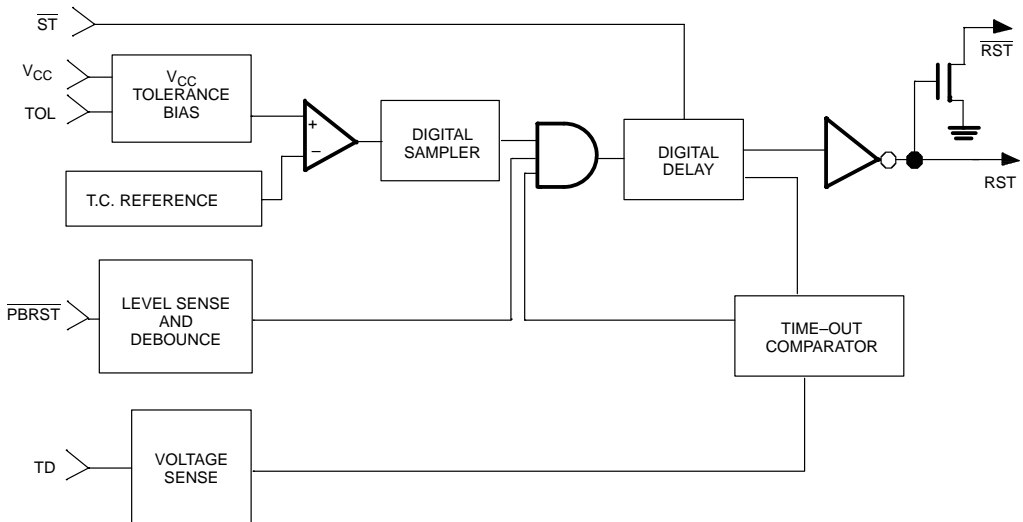 ST
VCC
TOL
VCC
TOLERANCE
BIAS
+
−
T.C. REFERENCE
DIGITAL
SAMPLER
DIGITAL
DELAY
RST
RST
PBRST
LEVEL SENSE
AND
DEBOUNCE
TIME–OUT
COMPARATOR
TD
VOLTAGE
SENSE